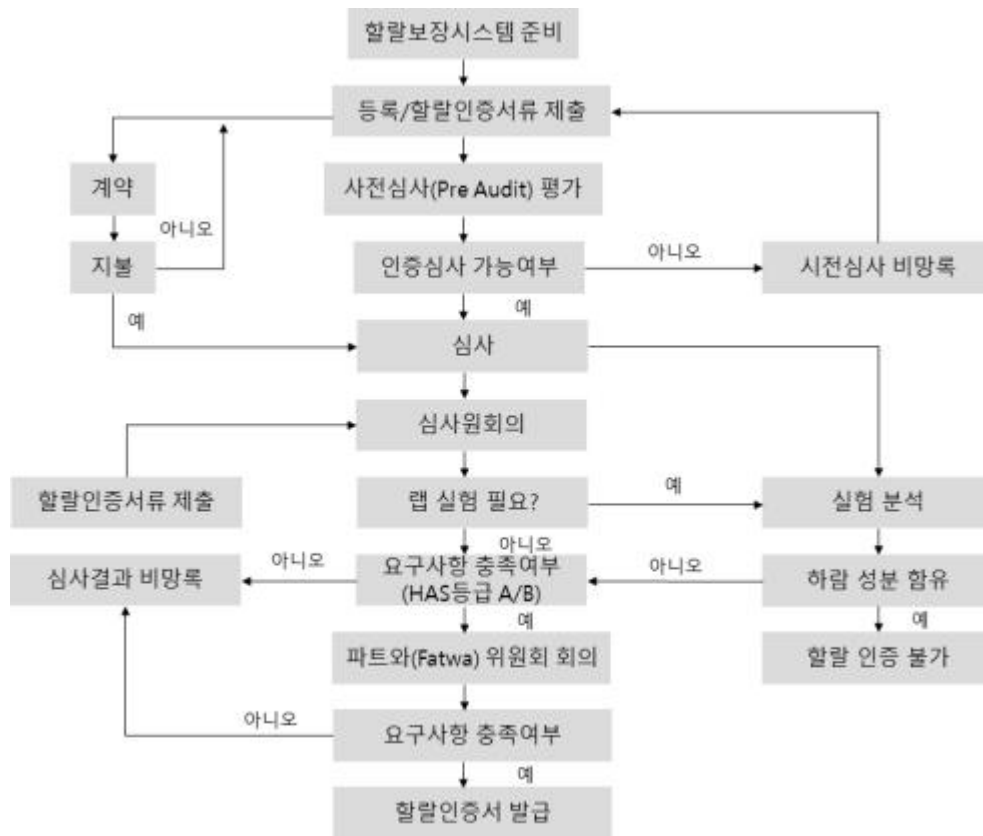 할랄보장시스템 준비
등록/할랄인증서류 제출
계약
사전심사(Pre Audit) 평가
아니오
지불
인증심사 가능여부
아니오
시전심사 비망록
예
예
심사
심사원회의
할랄인증서류 제출
랩 실험 필요?
예
실험 분석
아니오
심사결과 비망록
아니오
요구사항 충족여부
(HAS등급 A/B)
아니오
하람 성분 함유
예
예
파트와(Fatwa) 위원회 회의
할랄 인증 불가
아니오
요구사항 충족여부
예
할랄인증서 발급